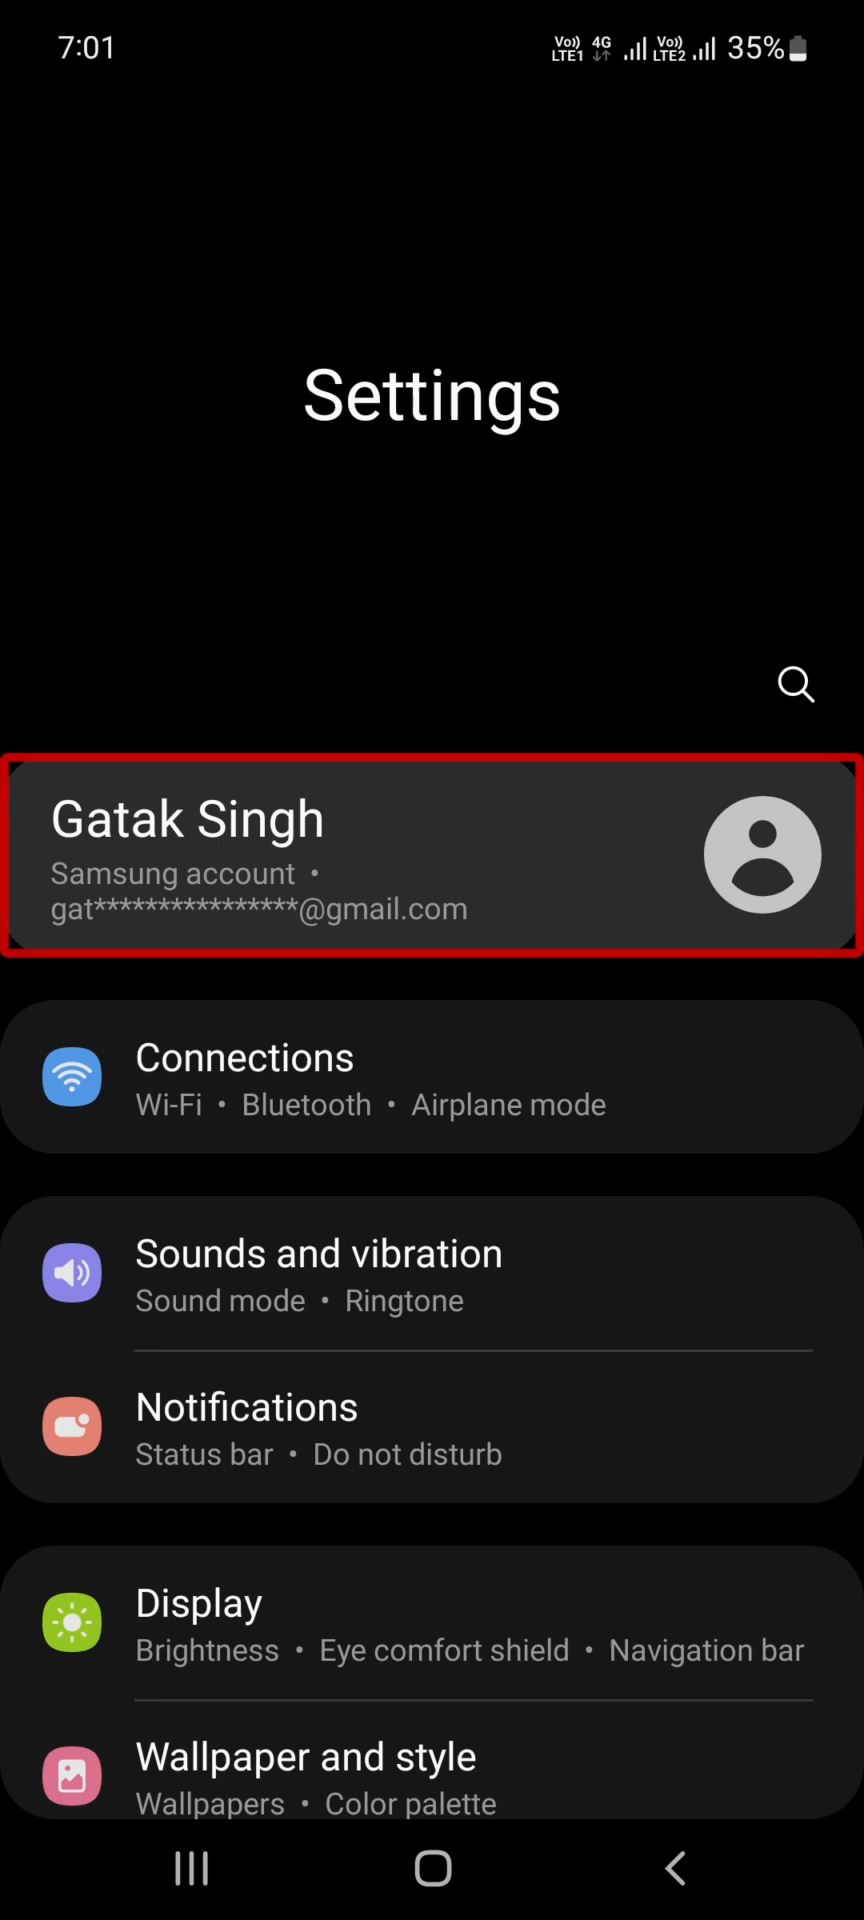 7:01 Vo)) LTE1 4G Vo)) LTE2 35%
Settings
Gatak Singh
Samsung account •
gat****************@gmail.com
Connections
Wi-Fi • Bluetooth • Airplane mode
Sounds and vibration
Sound mode • Ringtone
Notifications
Status bar • Do not disturb
Display
Brightness • Eye comfort shield • Navigation bar
Wallpaper and style
Wallpapers • Color palette